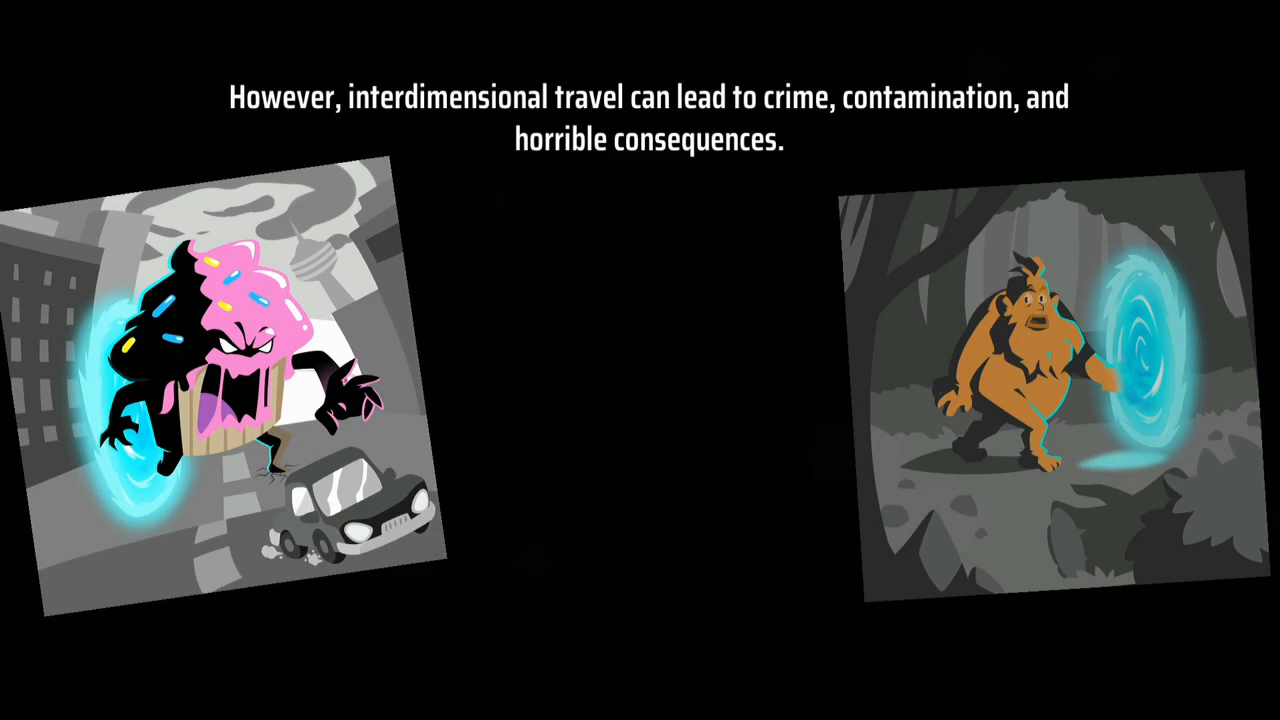 However, interdimensional travel can lead to crime, contamination, and
horrible consequences.